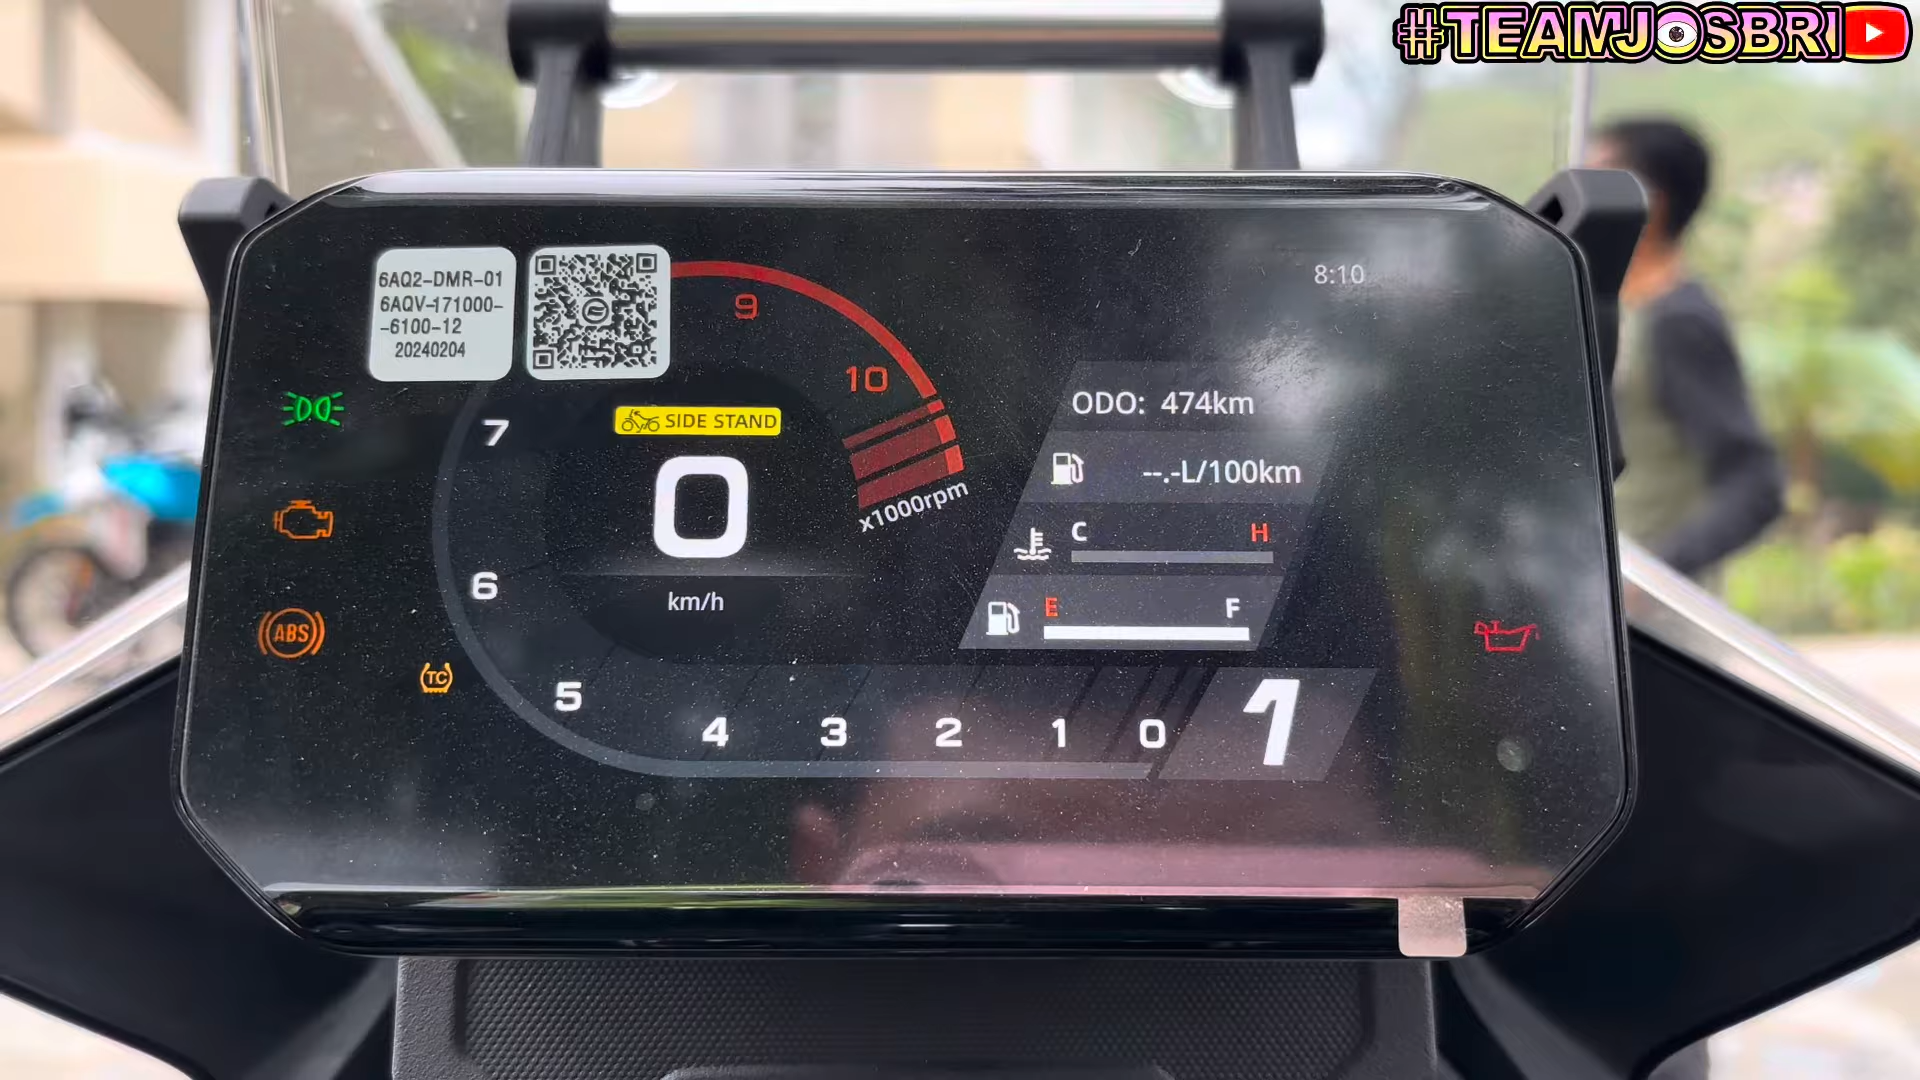 #TEAMJOSBRI
6AQ2-DMR-01
6AQV-171000-
-6100-12
20240204
8:10
9
10
7
SIDE STAND
ODO: 474km
0
--.-L/100km
x1000rpm
C H
km/h
6
E F
ABS
TC
5
4 3 2 1 0
1